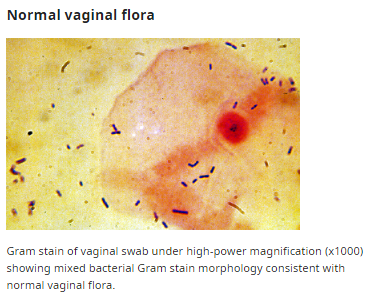 Normal vaginal flora
Gram stain of vaginal swab under high-power magnification (x1000)
showing mixed bacterial Gram stain morphology consistent with
normal vaginal flora.